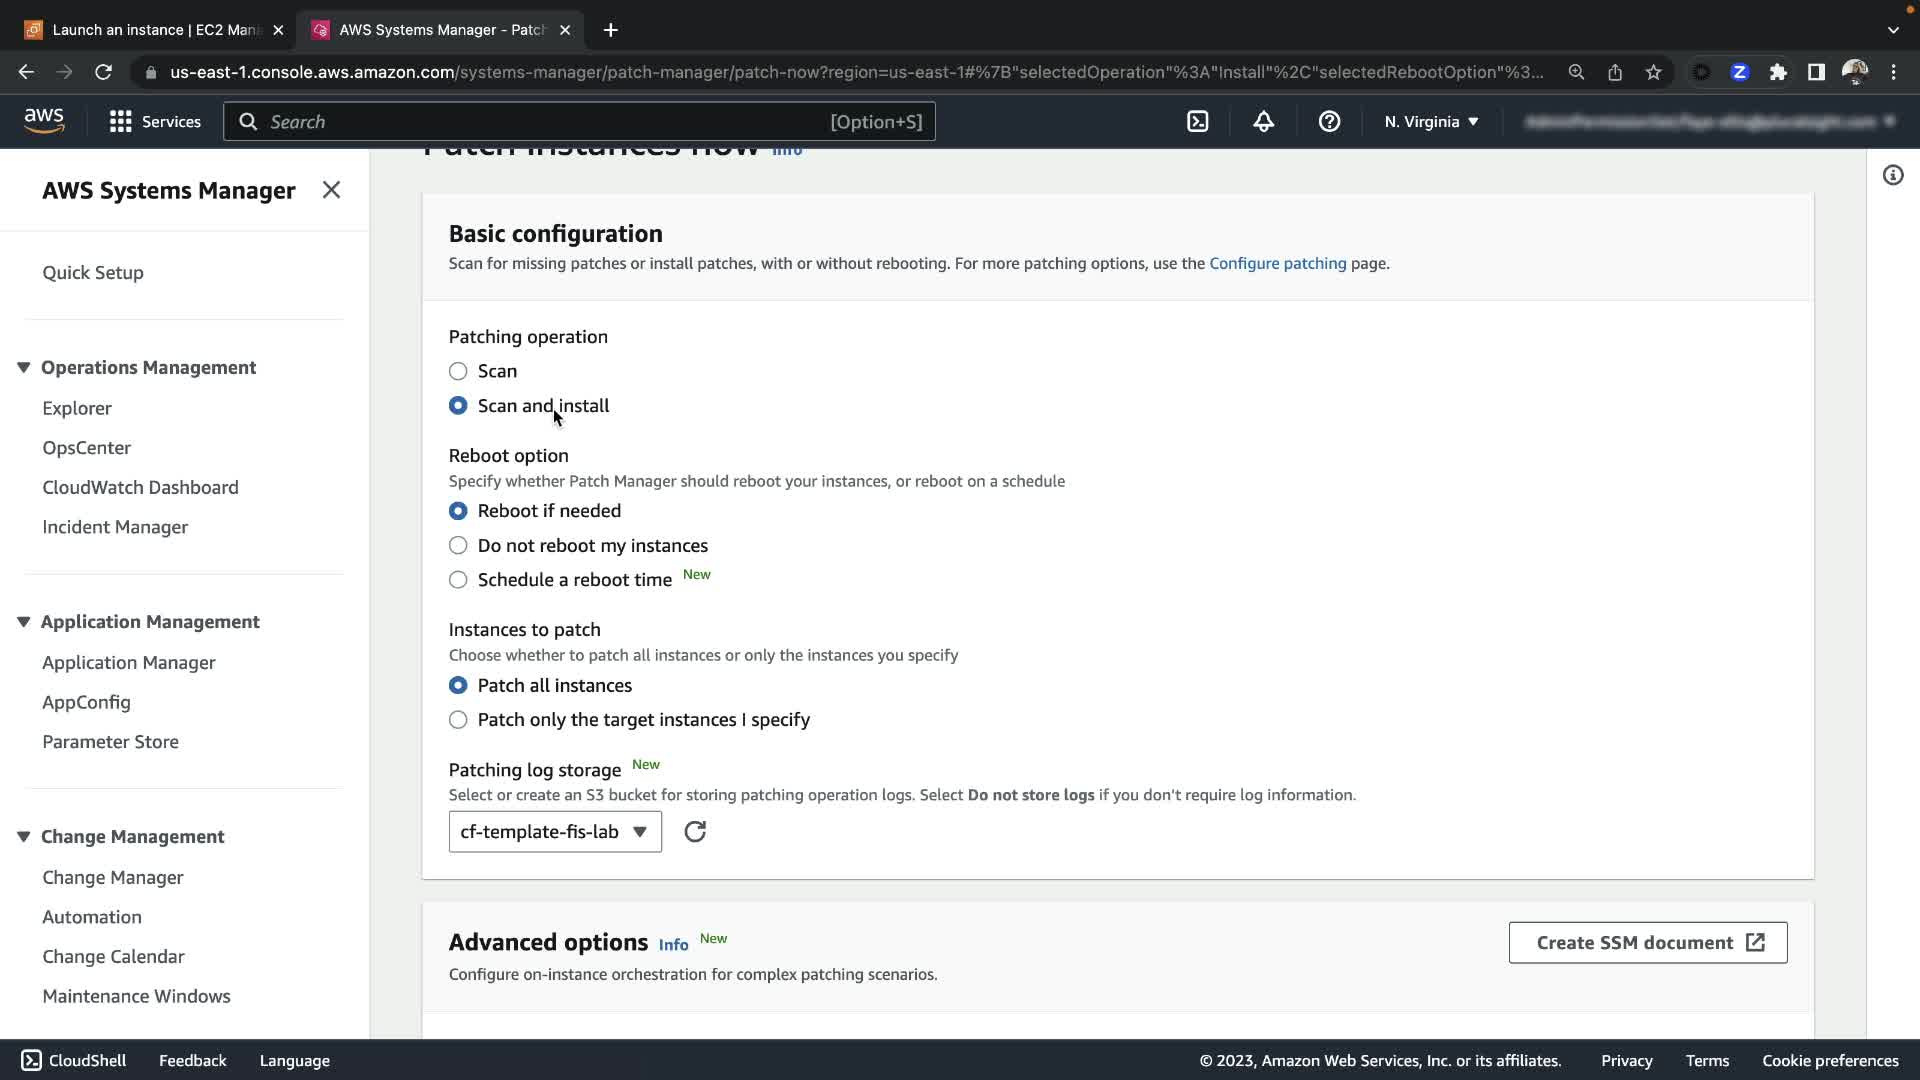 Launch an instance | EC2 Man
AWS Systems Manager - Patch
us-east-1.console.aws.amazon.com/systems-manager/patch-manager/patch-now?region=us-east-1#%7B"selectedOperation"%3A"Install"%2C"selectedRebootOption"%3...
Z
aws
Services
Search
[Option+S]
N. Virginia
AWS Systems Manager
Quick Setup
Operations Management
Explorer
OpsCenter
CloudWatch Dashboard
Incident Manager
Application Management
Application Manager
AppConfig
Parameter Store
Change Management
Change Manager
Automation
Change Calendar
Maintenance Windows
Patch instances now Info
Basic configuration
Scan for missing patches or install patches, with or without rebooting. For more patching options, use the Configure patching page.
Patching operation
Scan
Scan and install
Reboot option
Specify whether Patch Manager should reboot your instances, or reboot on a schedule
Reboot if needed
Do not reboot my instances
Schedule a reboot time New
Instances to patch
Choose whether to patch all instances or only the instances you specify
Patch all instances
Patch only the target instances I specify
Patching log storage New
Select or create an S3 bucket for storing patching operation logs. Select Do not store logs if you don't require log information.
cf-template-fis-lab
Advanced options Info New
Configure on-instance orchestration for complex patching scenarios.
Create SSM document
CloudShell
Feedback
Language
© 2023, Amazon Web Services, Inc. or its affiliates.
Privacy
Terms
Cookie preferences